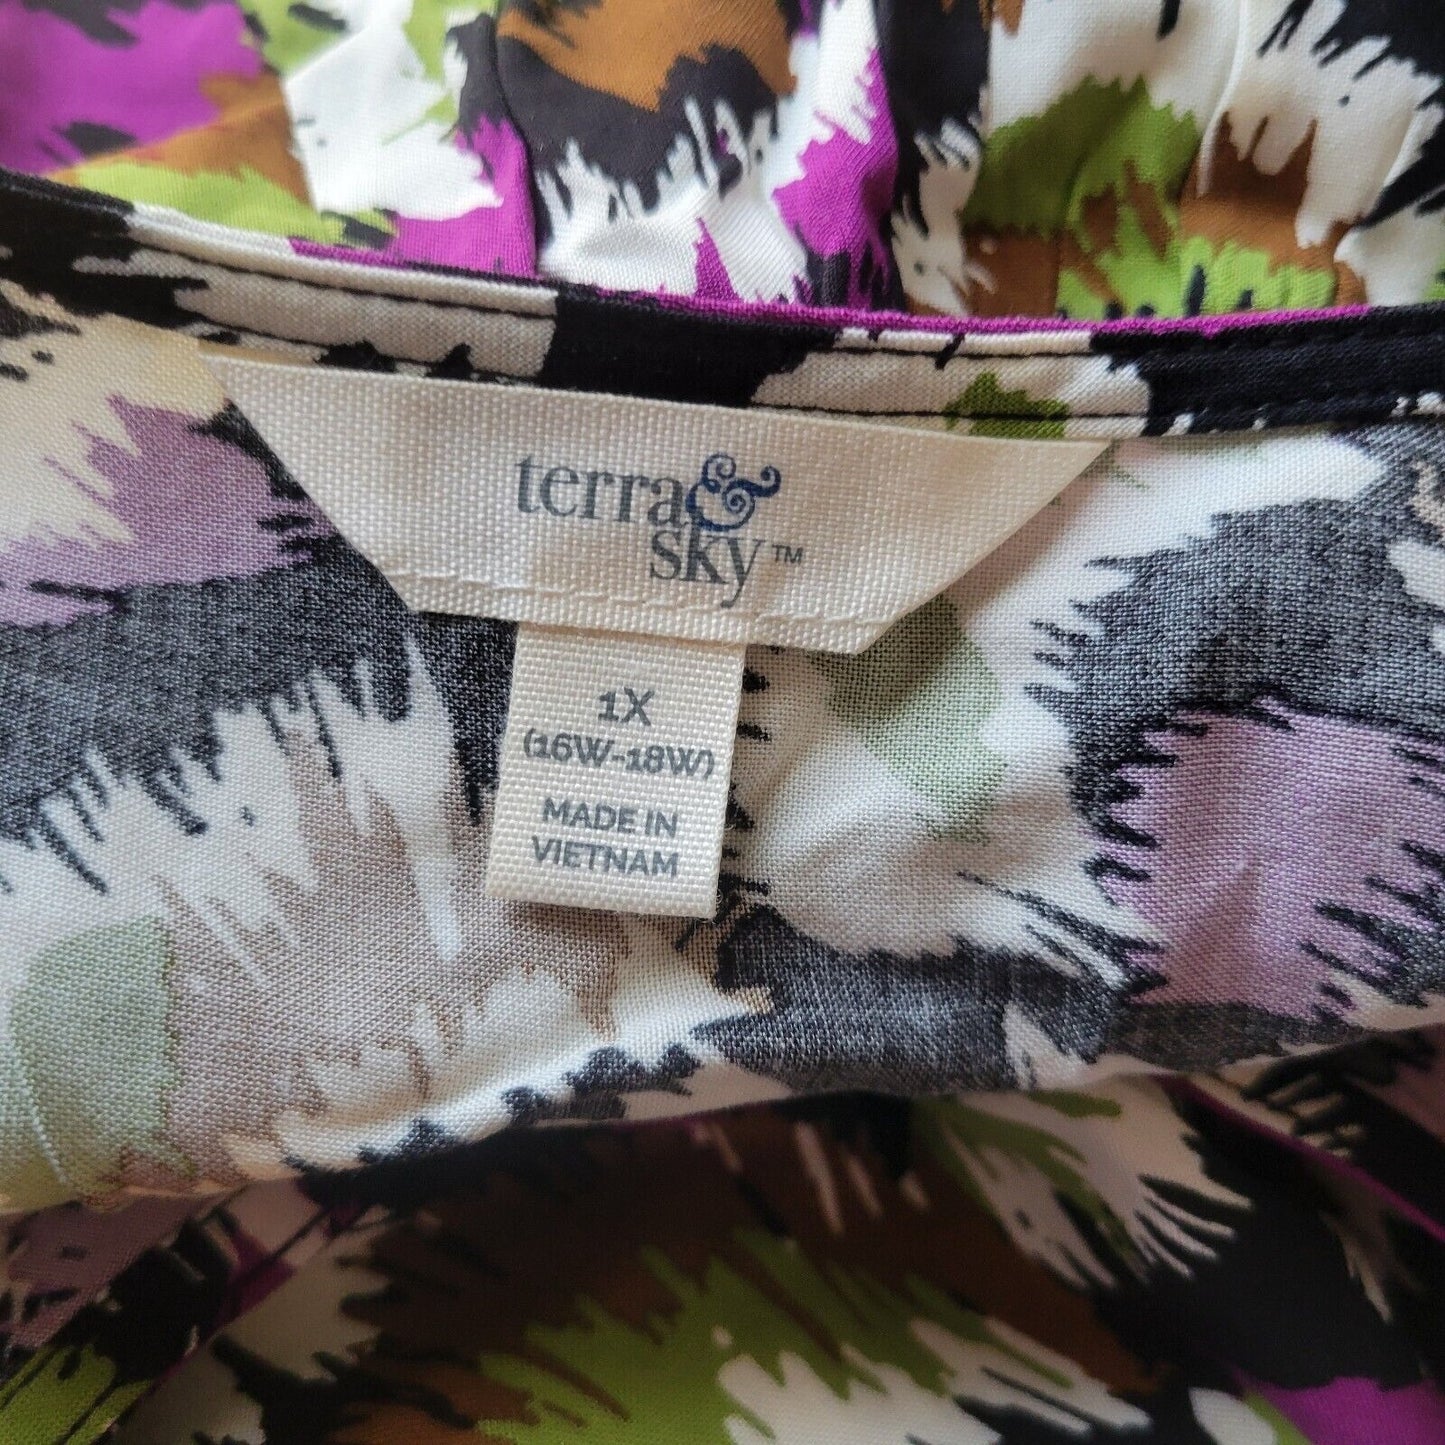 terra&
sky™
1X
(16W-18W)
MADE IN
VIETNAM